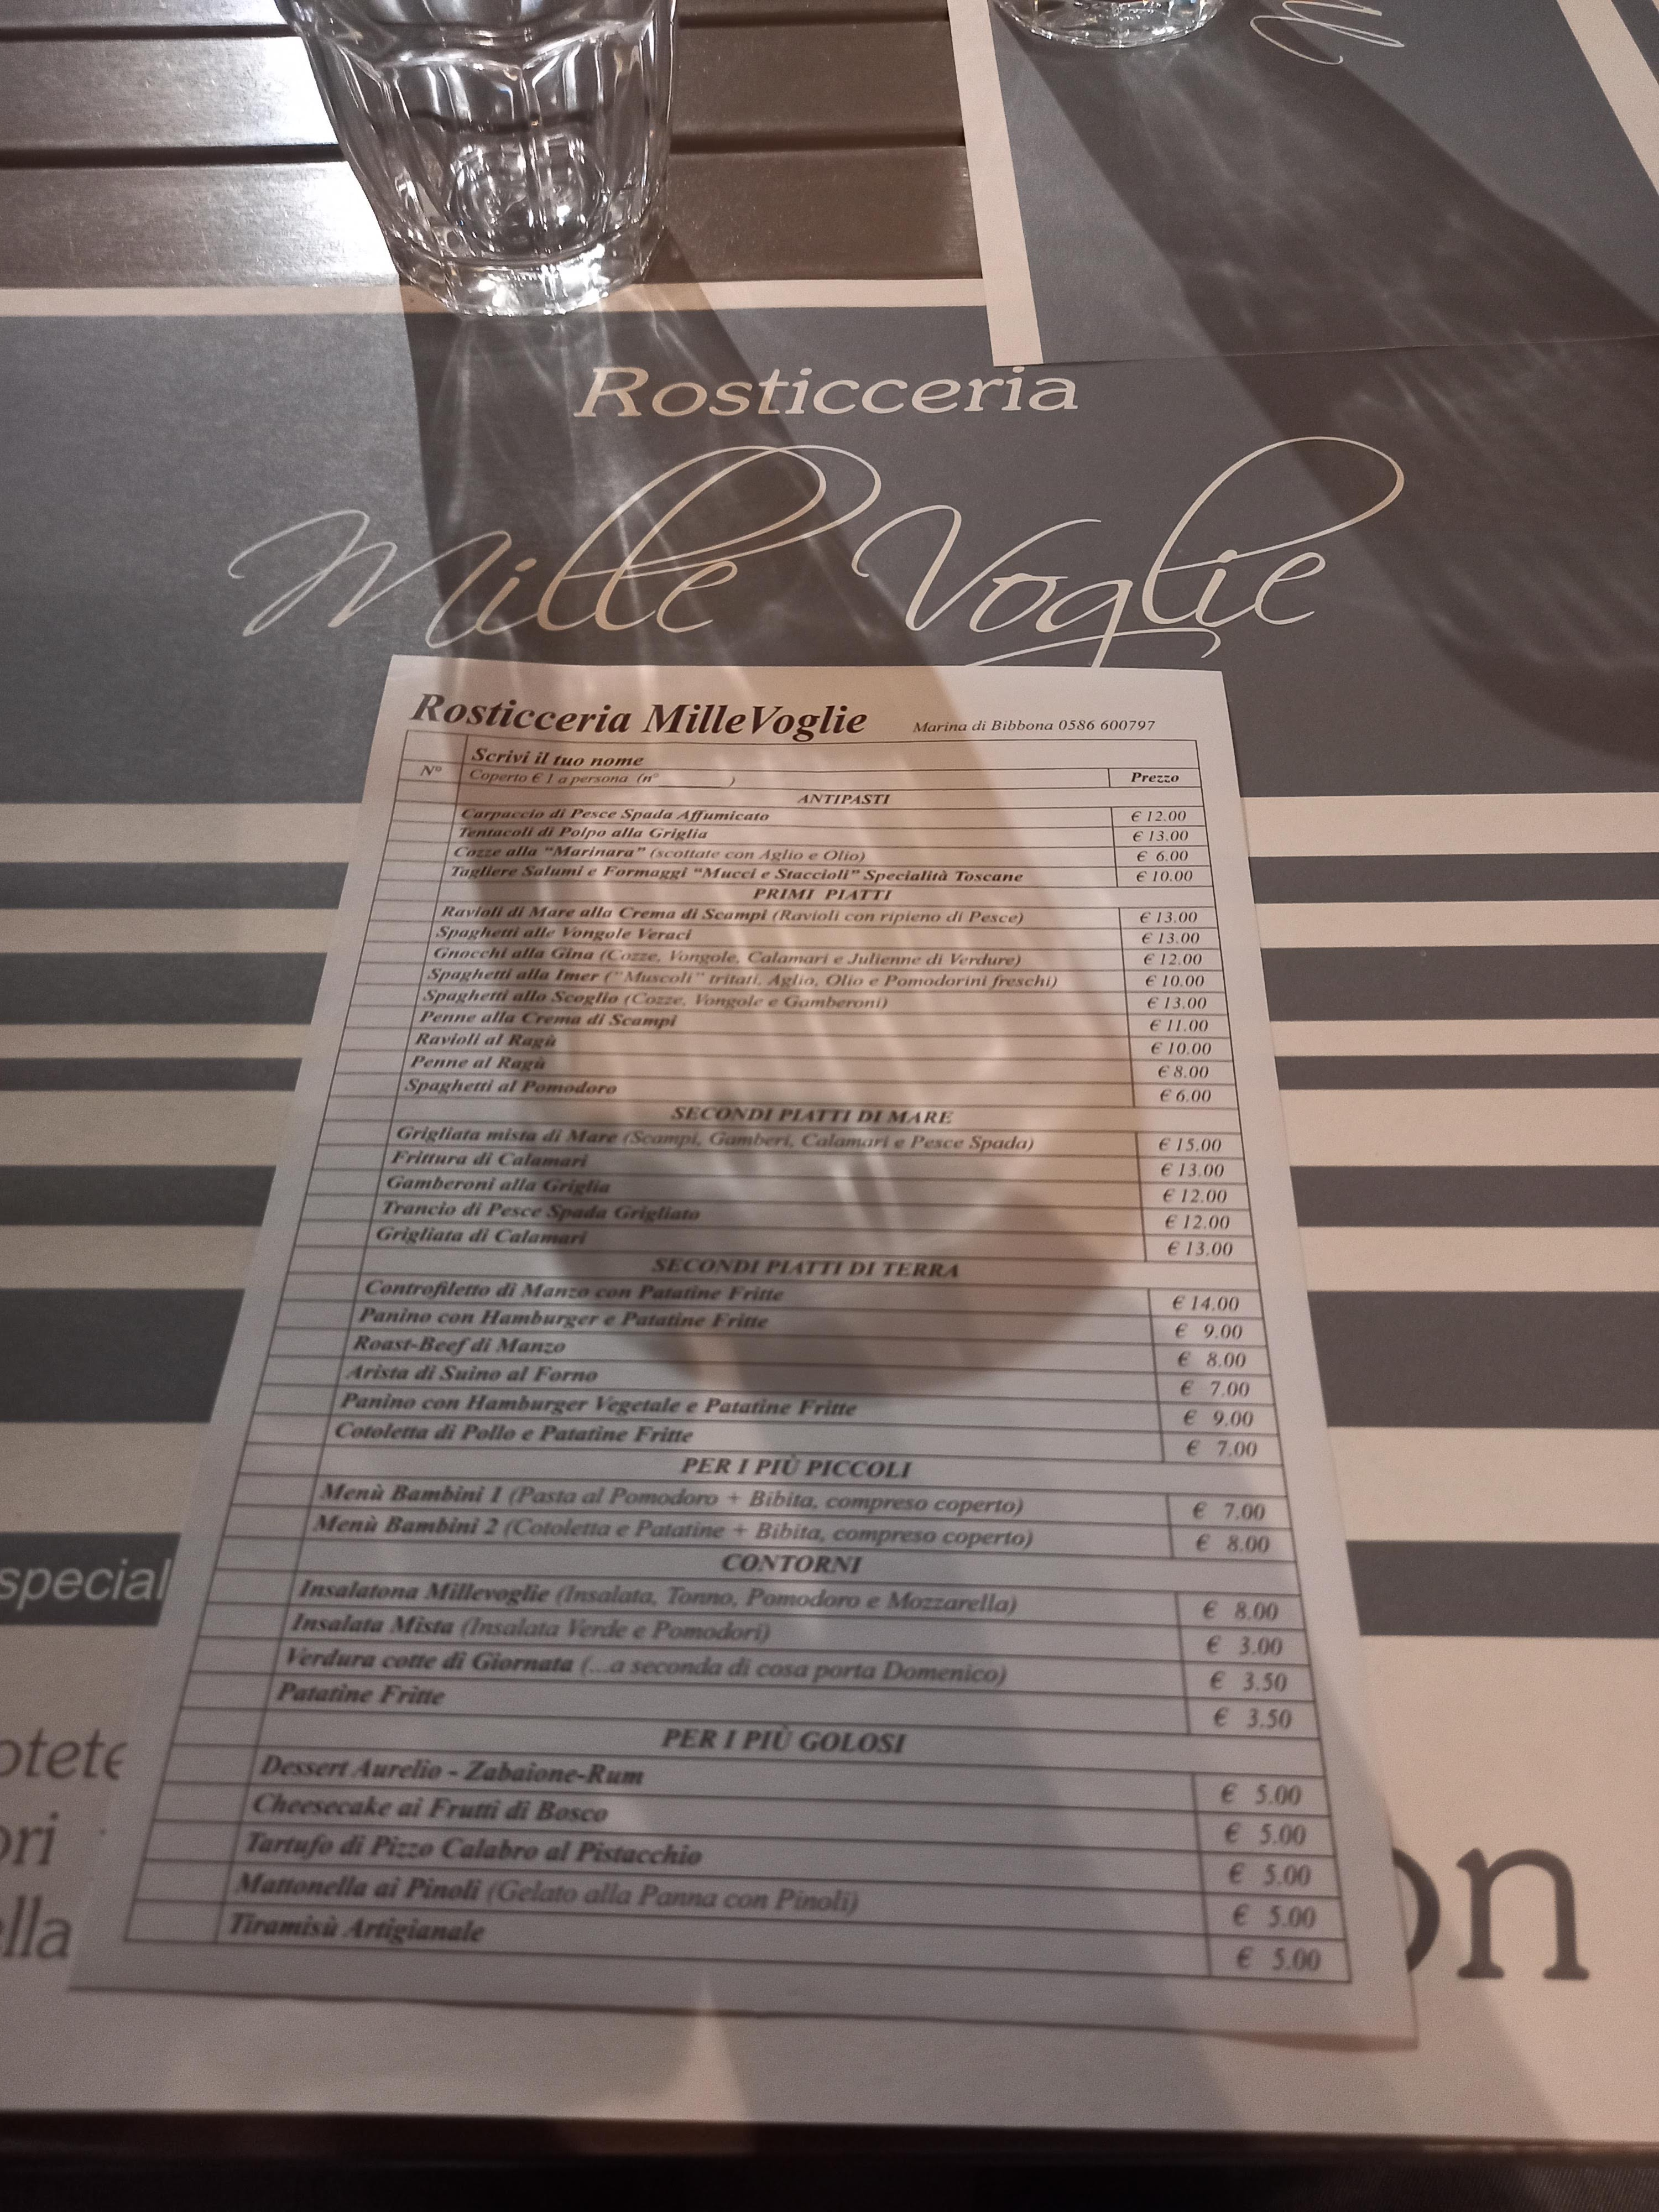 Rosticceria
Mille Voglie
Rosticceria MilleVoglie Marina di Bibbona 0586 600797
Scrivi il tuo nome
N° Coperto € 1 a persona (n°________) Prezzo
ANTIPASTI
Carpaccio di Pesce Spada Affumicato € 12.00
Tentacoli di Polpo alla Griglia € 13.00
Cozze alla "Marinara" (scottate con Aglio e Olio) € 6.00
Tagliere Salumi e Formaggi "Mucci e Staccioli" Specialità Toscane € 10.00
PRIMI PIATTI
Ravioli di Mare alla Crema di Scampi (Ravioli con ripieno di Pesce) € 13.00
Spaghetti alle Vongole Veraci € 13.00
Gnocchi alla Gina (Cozze, Vongole, Calamari e Julienne di Verdure) € 12.00
Spaghetti alla Imer ("Muscoli" tritati, Aglio, Olio e Pomodorini freschi) € 10.00
Spaghetti allo Scoglio (Cozze, Vongole e Gamberoni) € 13.00
Penne alla Crema di Scampi € 11.00
Ravioli al Ragù € 10.00
Penne al Ragù € 8.00
Spaghetti al Pomodoro € 6.00
SECONDI PIATTI DI MARE
Grigliata mista di Mare (Scampi, Gamberi, Calamari e Pesce Spada) € 15.00
Frittura di Calamari € 13.00
Gamberoni alla Griglia € 12.00
Trancio di Pesce Spada Grigliato € 12.00
Grigliata di Calamari € 13.00
SECONDI PIATTI DI TERRA
Controfiletto di Manzo con Patatine Fritte € 14.00
Panino con Hamburger e Patatine Fritte € 9.00
Roast-Beef di Manzo € 8.00
Arista di Suino al Forno € 7.00
Panino con Hamburger Vegetale e Patatine Fritte € 9.00
Cotoletta di Pollo e Patatine Fritte € 7.00
PER I PIÙ PICCOLI
Menù Bambini 1 (Pasta al Pomodoro + Bibita, compreso coperto) € 7.00
Menù Bambini 2 (Cotoletta e Patatine + Bibita, compreso coperto) € 8.00
CONTORNI
Insalatona Millevoglie (Insalata, Tonno, Pomodoro e Mozzarella) € 8.00
Insalata Mista (Insalata Verde e Pomodori) € 3.00
Verdura cotte di Giornata (...a seconda di cosa porta Domenico) € 3.50
Patatine Fritte € 3.50
PER I PIÙ GOLOSI
Dessert Aurelio - Zabaione-Rum € 5.00
Cheesecake ai Frutti di Bosco € 5.00
Tartufo di Pizzo Calabro al Pistacchio € 5.00
Mattonella ai Pinoli (Gelato alla Panna con Pinoli) € 5.00
Tiramisù Artigianale € 5.00
special
otete
ori
lla
on